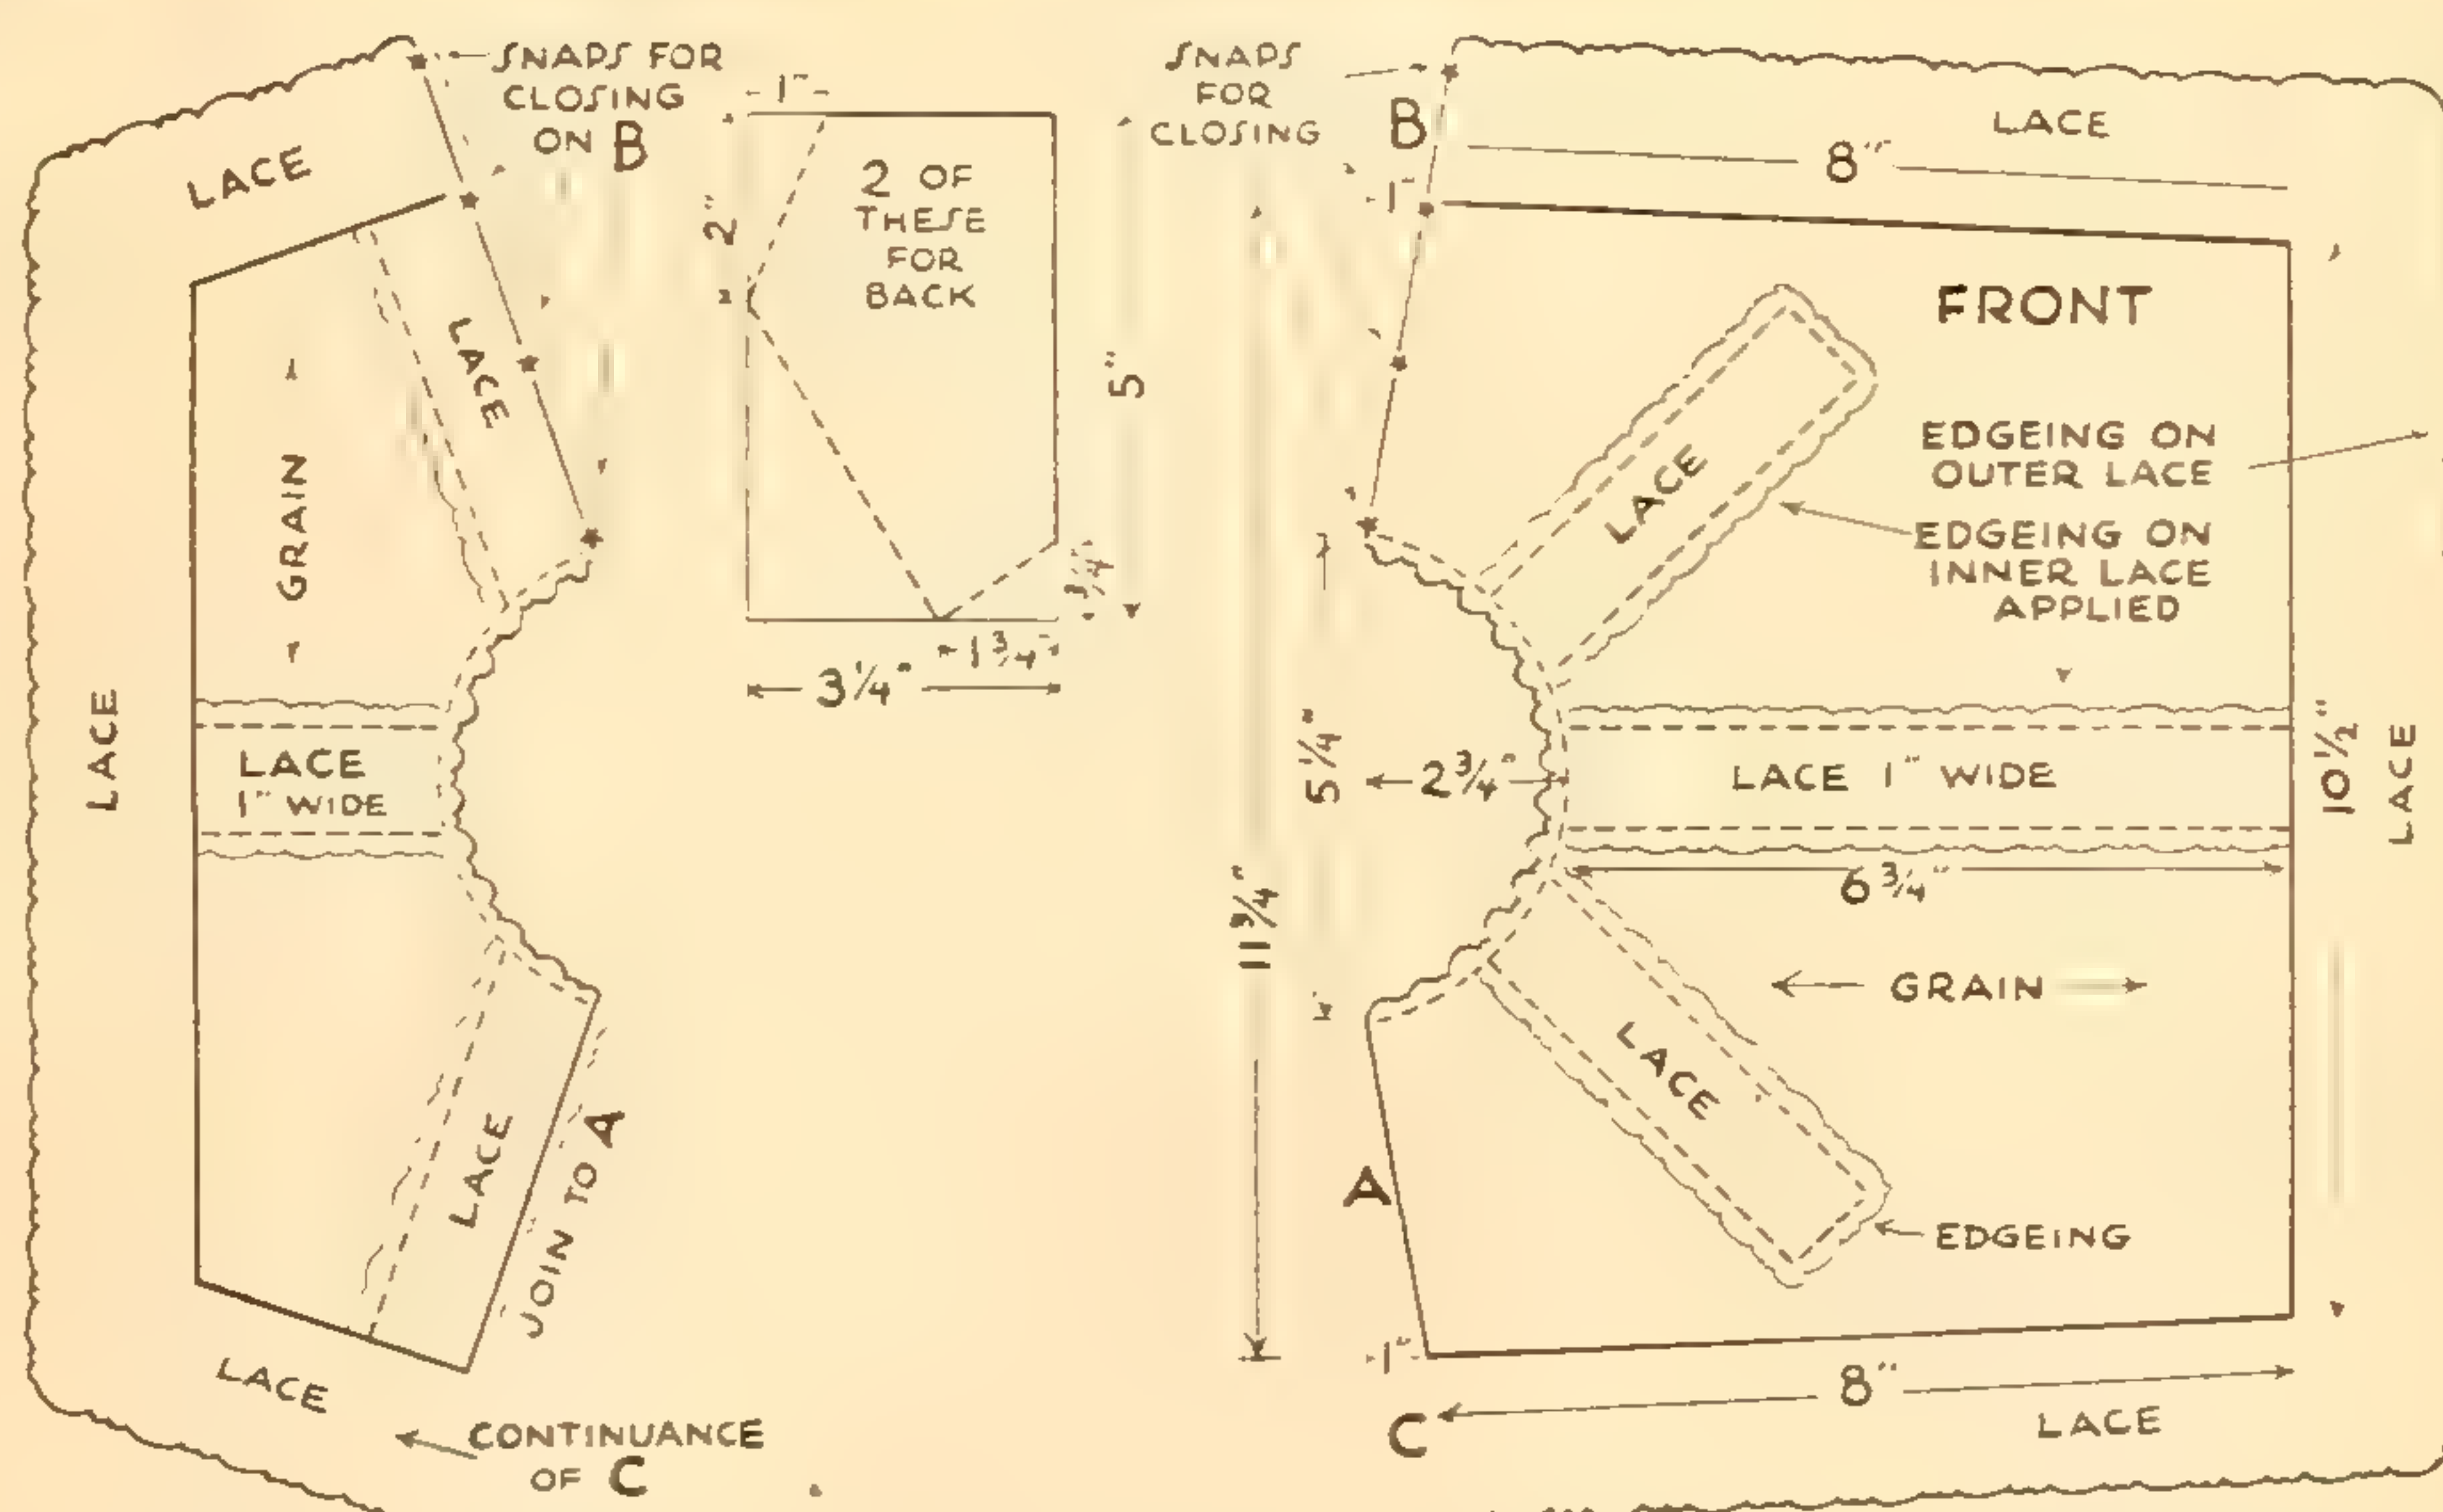 SNAPS FOR
CLOSING
ON B
LACE
LACE
GRAIN
LACE
LACE
1" WIDE
LACE
JOIN TO A
LACE
CONTINUANCE
OF C
1"
2"
2 OF
THESE
FOR
BACK
5"
3/4"
1 3/4"
3 1/4"
SNAPS
FOR
CLOSING
B
LACE
8"
1"
FRONT
LACE
EDGEING ON
OUTER LACE
EDGEING ON
INNER LACE
APPLIED
5 1/4"
2 3/4"
LACE 1" WIDE
10 1/2"
LACE
6 3/4"
11 3/4"
GRAIN
LACE
A
EDGEING
1"
8"
C
LACE